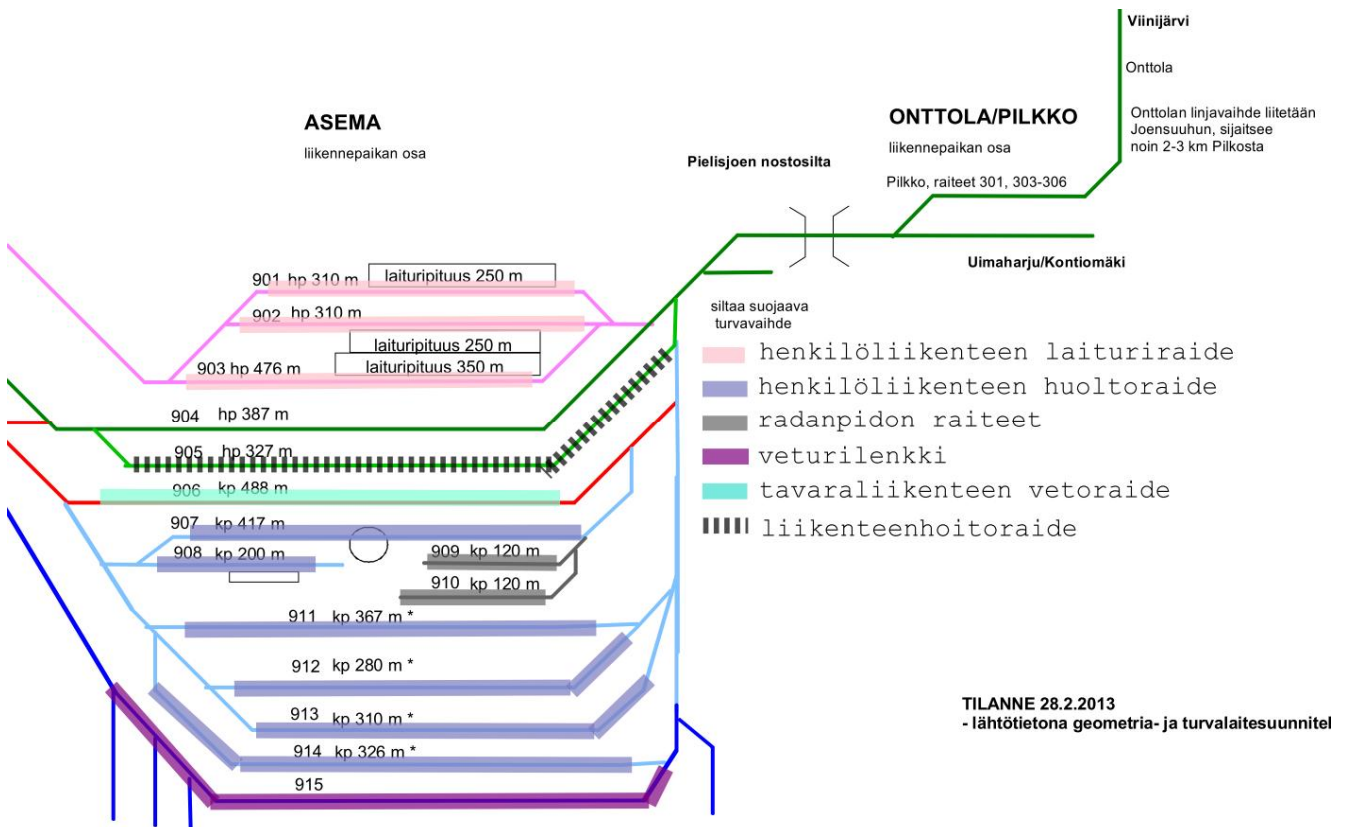 Viinijärvi
Onttola
Onttolan linjavaihde liitetään
Joensuuhun, sijaitsee
noin 2-3 km Pilkosta
ASEMA
liikennepaikan osa
ONTTOLA/PILKKO
liikennepaikan osa
Pielisjoen nostosilta
Pilkko, raiteet 301, 303-306
Uimaharju/Kontiomäki
901 hp 310 m
laituripituus 250 m
902 hp 310 m
laituripituus 250 m
903 hp 476 m
laituripituus 350 m
904 hp 387 m
905 hp 327 m
906 kp 488 m
907 kp 417 m
908 kp 200 m
909 kp 120 m
910 kp 120 m
911 kp 367 m *
912 kp 280 m *
913 kp 310 m *
914 kp 326 m *
915
siltaa suojaava
turvavaihde
henkilöliikenteen laituriraide
henkilöliikenteen huoltoraide
radanpidon raiteet
veturilenkki
tavaraliikenteen vetoraide
liikenteenhoitoraide
TILANNE 28.2.2013
- lähtötietona geometria- ja turvalaitesuunnitel